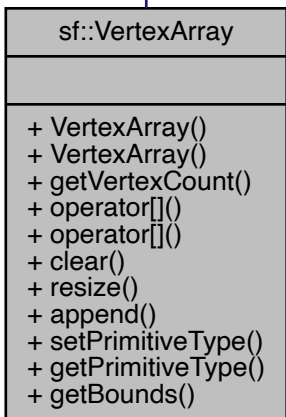 sf::VertexArray
+ VertexArray()
+ VertexArray()
+ getVertexCount()
+ operator[]()
+ operator[]()
+ clear()
+ resize()
+ append()
+ setPrimitiveType()
+ getPrimitiveType()
+ getBounds()